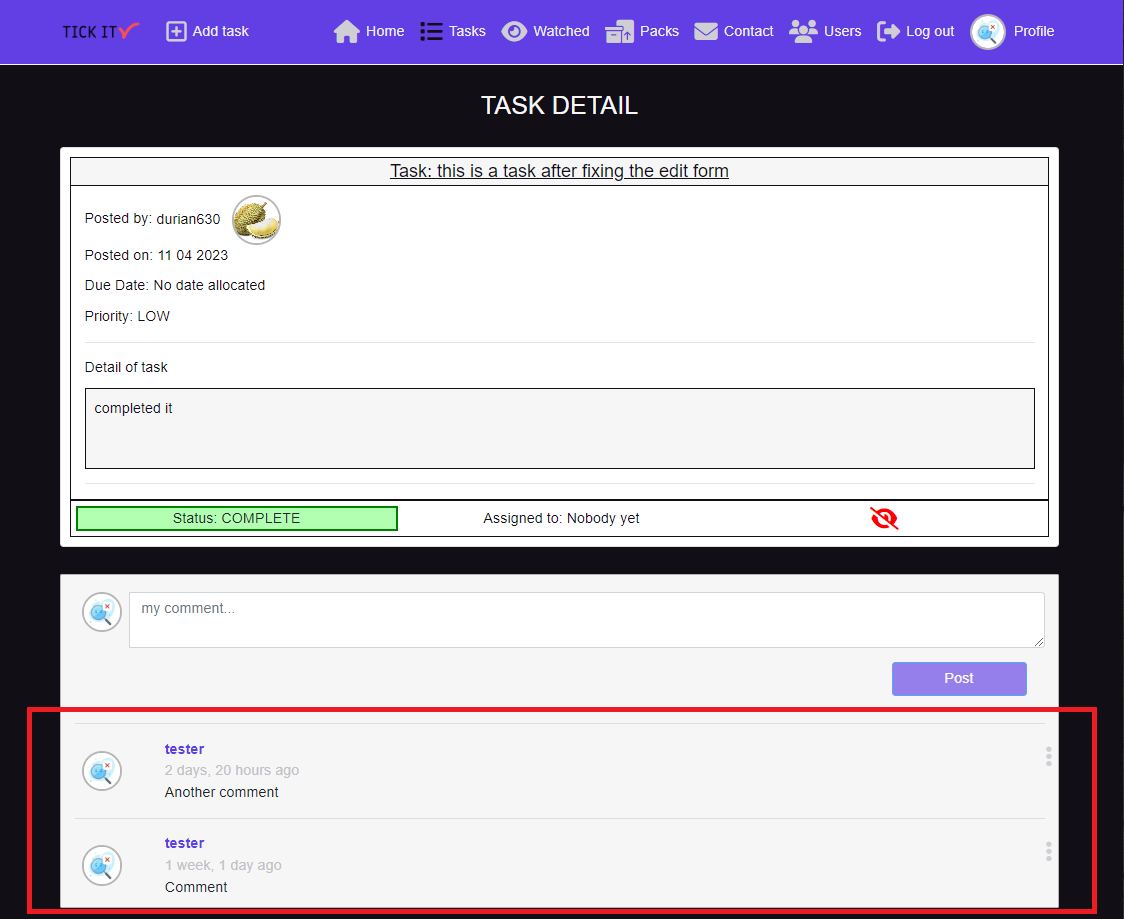 TICK IT Add task Home Tasks Watched Packs Contact Users Log out Profile
TASK DETAIL
Task: this is a task after fixing the edit form
Posted by: durian630
Posted on: 11 04 2023
Due Date: No date allocated
Priority: LOW
Detail of task
completed it
Status: COMPLETE Assigned to: Nobody yet
my comment...
Post
tester
2 days, 20 hours ago
Another comment
tester
1 week, 1 day ago
Comment